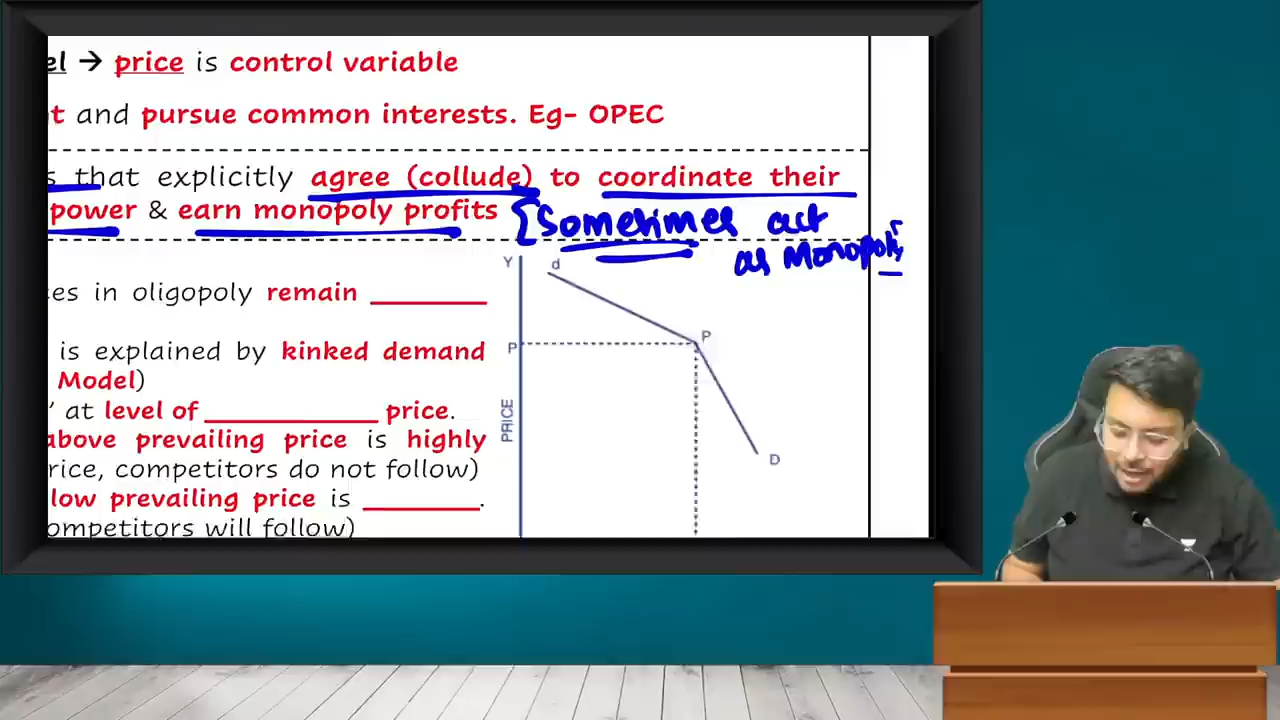 el → price is control variable
t and pursue common interests. Eg- OPEC
s that explicitly agree (collude) to coordinate their
power & earn monopoly profits {Sometimes act
as Monopoly
Y d
ces in oligopoly remain ________
P
P
is explained by kinked demand
Model)
PRICE
' at level of ____________ price.
above prevailing price is highly
D
rice, competitors do not follow)
low prevailing price is ________.
ompetitors will follow)